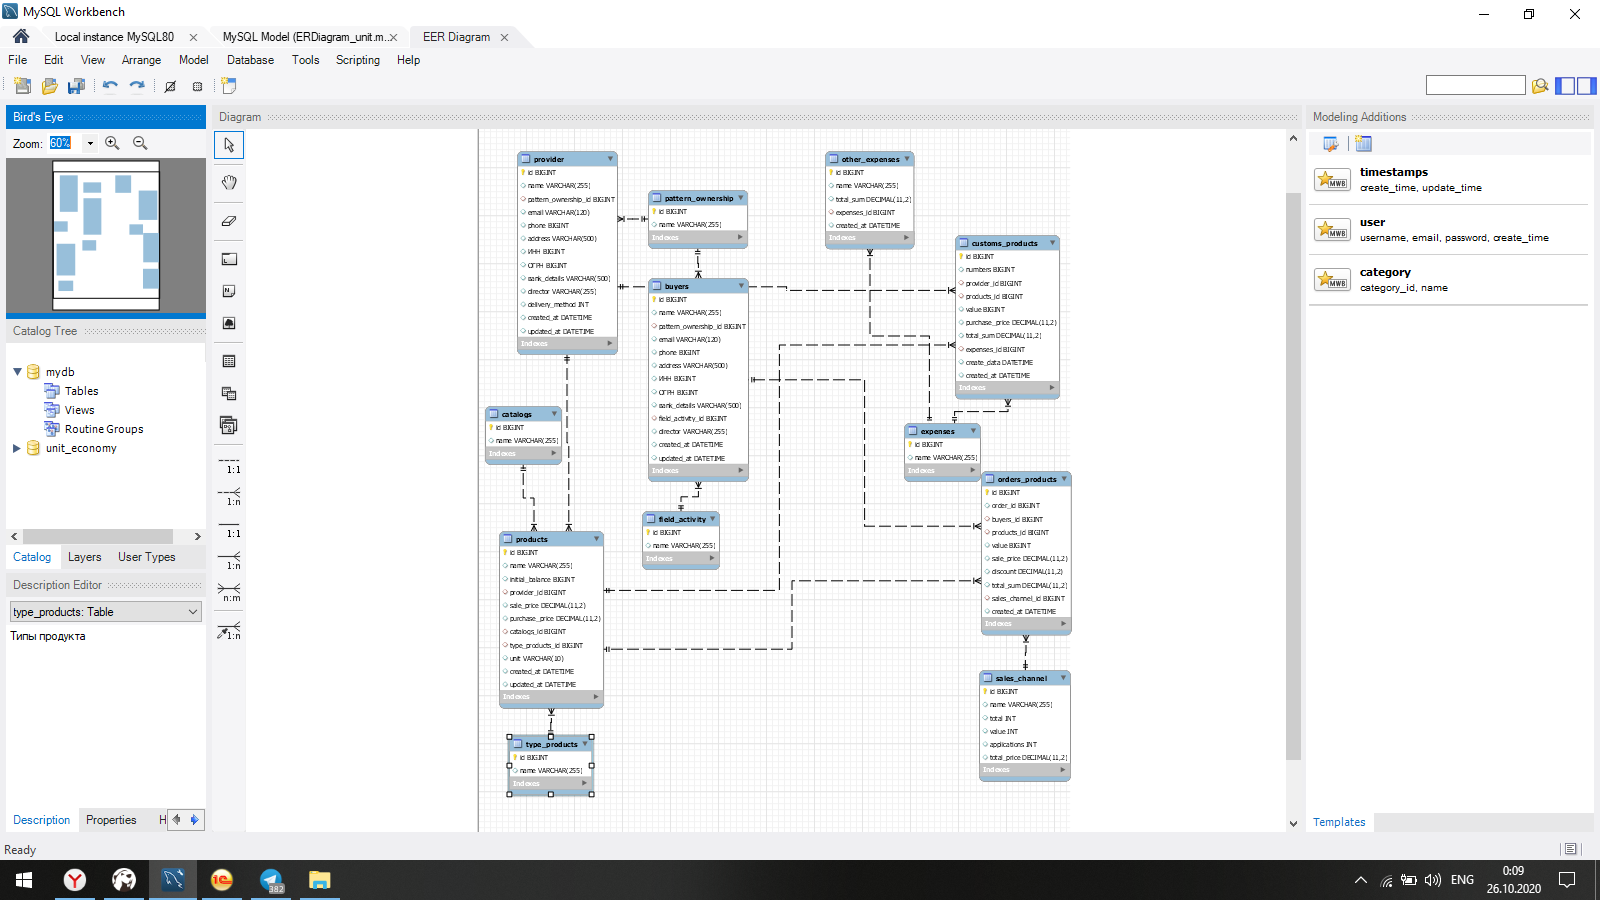 MySQL Workbench
Local instance MySQL80
MySQL Model (ERDiagram_unit.m..
EER Diagram
File Edit View Arrange Model Database Tools Scripting Help
Bird's Eye
Zoom: 60%
Catalog Tree
mydb
Tables
Views
Routine Groups
unit_economy
Catalog Layers User Types
Description Editor
type_products: Table
Типы продукта
Description Properties H
Ready
Diagram
1:1
1:n
1:1
1:n
n:m
1:n
provider
id BIGINT
name VARCHAR(255)
pattern_ownership_id BIGINT
email VARCHAR(120)
phone BIGINT
address VARCHAR(500)
ИНН BIGINT
ОГРН BIGINT
bank_details VARCHAR(500)
director VARCHAR(255)
delivery_method INT
created_at DATETIME
updated_at DATETIME
Indexes
pattern_ownership
id BIGINT
name VARCHAR(255)
Indexes
buyers
id BIGINT
name VARCHAR(255)
pattern_ownership_id BIGINT
email VARCHAR(120)
phone BIGINT
address VARCHAR(500)
ИНН BIGINT
ОГРН BIGINT
bank_details VARCHAR(500)
field_activity_id BIGINT
director VARCHAR(255)
created_at DATETIME
updated_at DATETIME
Indexes
other_expenses
id BIGINT
name VARCHAR(255)
total_sum DECIMAL(11,2)
expenses_id BIGINT
created_at DATETIME
Indexes
customs_products
id BIGINT
numbers BIGINT
provider_id BIGINT
products_id BIGINT
value BIGINT
purchase_price DECIMAL(11,2)
total_sum DECIMAL(11,2)
expenses_id BIGINT
create_data DATETIME
created_at DATETIME
Indexes
catalogs
id BIGINT
name VARCHAR(255)
Indexes
expenses
id BIGINT
name VARCHAR(255)
Indexes
orders_products
id BIGINT
order_id BIGINT
buyers_id BIGINT
products_id BIGINT
value BIGINT
sale_price DECIMAL(11,2)
discount DECIMAL(11,2)
total_sum DECIMAL(11,2)
sales_channel_id BIGINT
created_at DATETIME
Indexes
field_activity
id BIGINT
name VARCHAR(255)
Indexes
products
id BIGINT
name VARCHAR(255)
initial_balance BIGINT
provider_id BIGINT
sale_price DECIMAL(11,2)
purchase_price DECIMAL(11,2)
catalogs_id BIGINT
type_products_id BIGINT
unit VARCHAR(10)
created_at DATETIME
updated_at DATETIME
Indexes
sales_channel
id BIGINT
name VARCHAR(255)
total INT
value INT
applications INT
total_price DECIMAL(11,2)
Indexes
type_products
id BIGINT
name VARCHAR(255)
Indexes
Modeling Additions
MWB
timestamps
create_time, update_time
MWB
user
username, email, password, create_time
MWB
category
category_id, name
Templates
382
ENG
0:09
26.10.2020